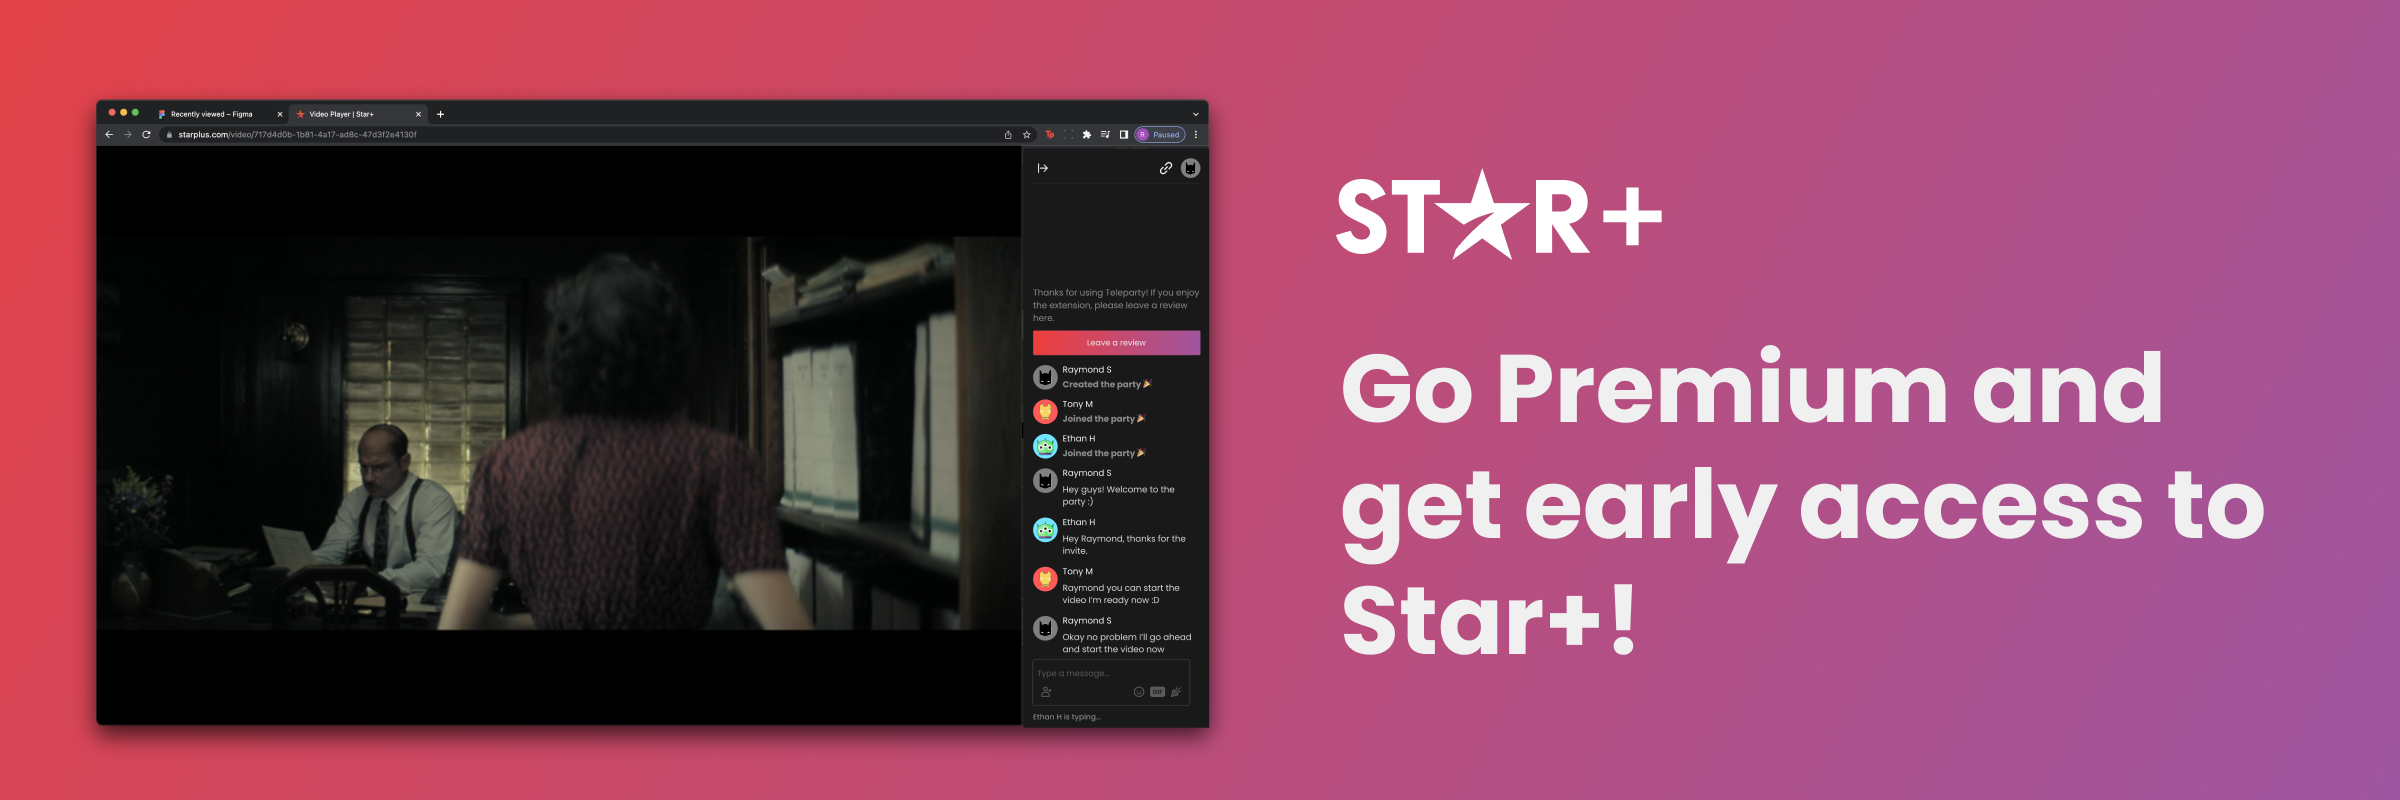 Recently viewed – Figma
Video Player | Star+
starplus.com/video/717d4d0b-1b81-4a17-ad8c-47d3f2e4130f
Tp
R
Paused
Thanks for using Teleparty! If you enjoy
the extension, please leave a review
here.
Leave a review
Raymond S
Created the party 🎉
Tony M
Joined the party 🎉
Ethan H
Joined the party 🎉
Raymond S
Hey guys! Welcome to the
party :)
Ethan H
Hey Raymond, thanks for the
invite.
Tony M
Raymond you can start the
video I'm ready now :D
Raymond S
Okay no problem I'll go ahead
and start the video now
Type a message...
GIF
Ethan H is typing...
STAR+
Go Premium and
get early access to
Star+!